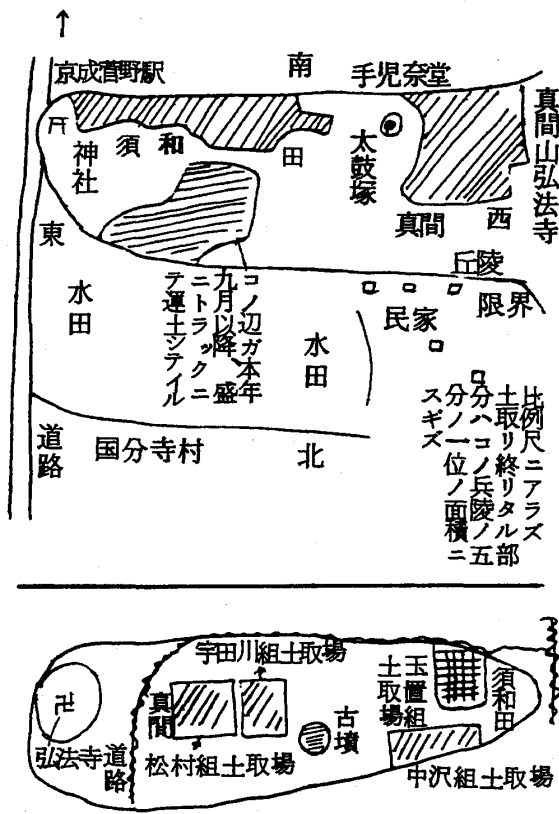 京成菅野駅
南
手児奈堂
真間山弘法寺
神社
須和田
太鼓塚
真間
西
東
丘陵
限界
水田
コノ辺ガ本年
九月以降、盛
ニトラックニ
テ運土シテイル
水田
民家
道路
国分寺村
北
比例尺ニアラズ
土取リ終リタル部
分ハコノ兵陵ノ五
分ノ一位ノ面積ニ
スギズ
宇田川組土取場
玉置組
土取場
須和田
卍
真間
古墳
弘法寺
道路
松村組土取場
中沢組土取場